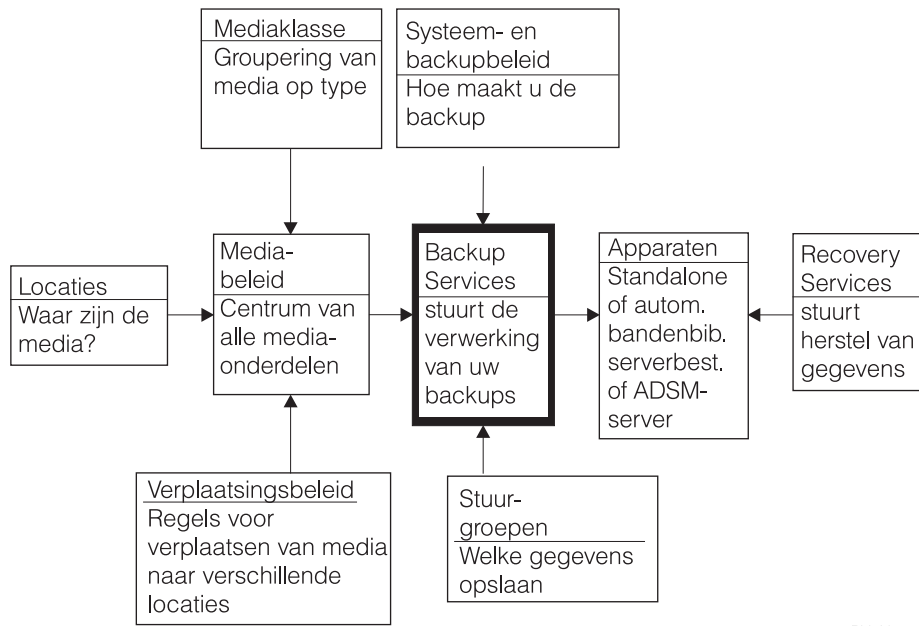 Mediaklasse
Groupering van
media op type
Systeem- en
backupbeleid
Hoe maakt u de
backup
Locaties
Waar zijn de
media?
Media-
beleid
Centrum van
alle media-
onderdelen
Backup
Services
stuurt de
verwerking
van uw
backups
Apparaten
Standalone
of autom.
bandenbib.
serverbest.
of ADSM-
server
Recovery
Services
stuurt
herstel van
gegevens
Verplaatsingsbeleid
Regels voor
verplaatsen van media
naar verschillende
locaties
Stuur-
groepen
Welke gegevens
opslaan